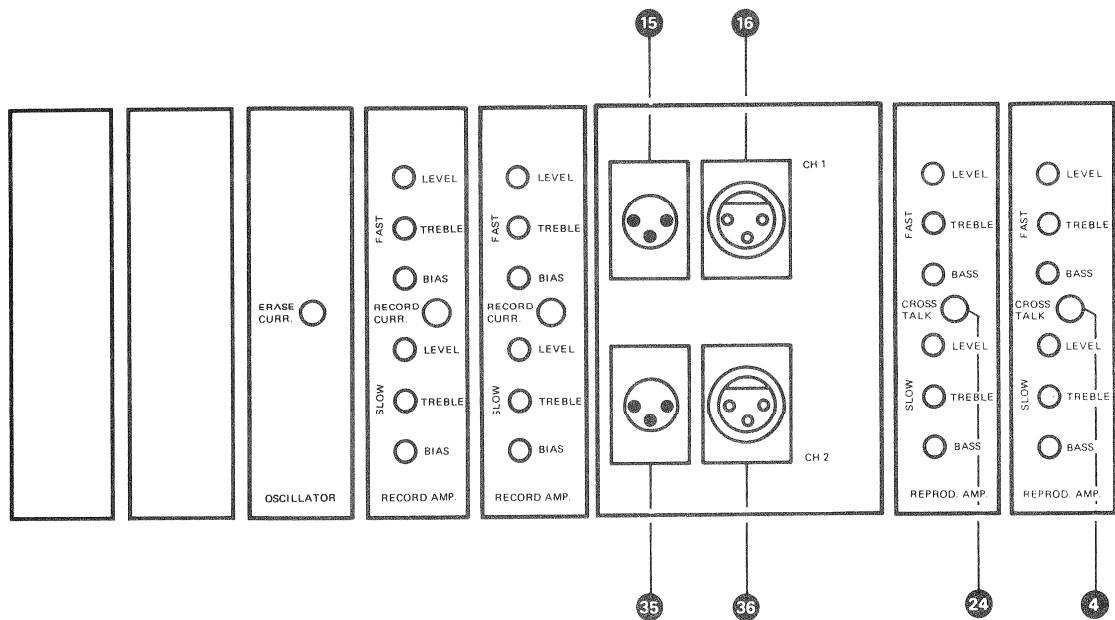 15
16
ERASE
CURR.
OSCILLATOR
LEVEL
FAST
TREBLE
BIAS
RECORD
CURR.
LEVEL
SLOW
TREBLE
BIAS
RECORD AMP.
LEVEL
FAST
TREBLE
BIAS
RECORD
CURR.
LEVEL
SLOW
TREBLE
BIAS
RECORD AMP.
CH 1
CH 2
LEVEL
FAST
TREBLE
BASS
CROSS
TALK
LEVEL
SLOW
TREBLE
BASS
REPROD. AMP.
LEVEL
FAST
TREBLE
BASS
CROSS
TALK
LEVEL
SLOW
TREBLE
BASS
REPROD. AMP.
35
36
24
4